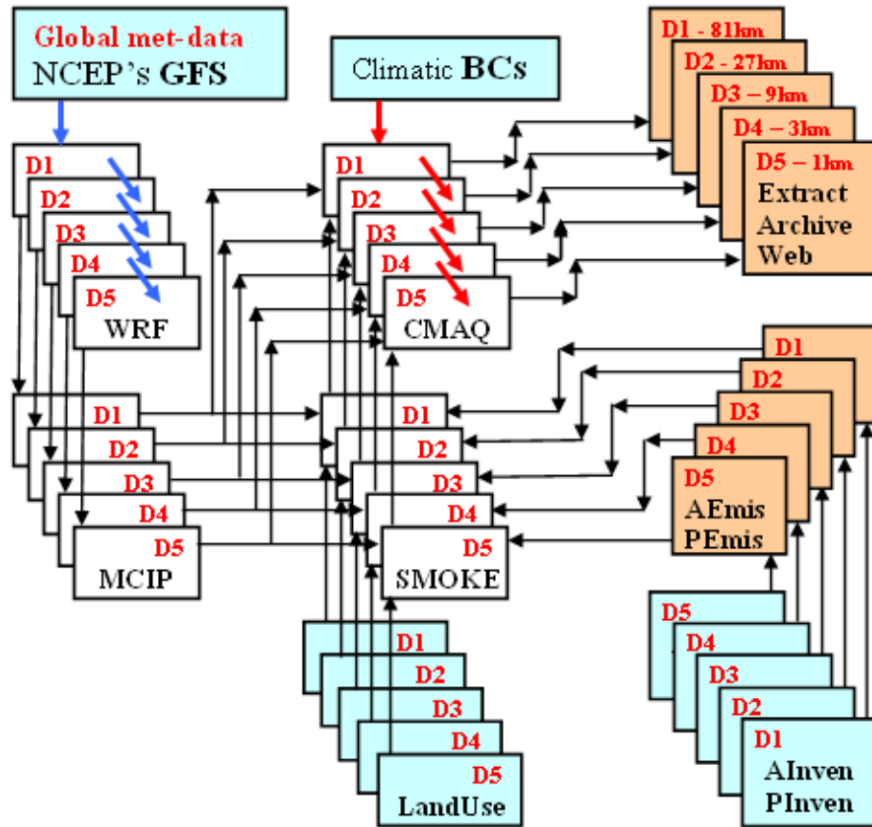 Global met-data
NCEP's GFS
Climatic BCs
D1 - 81km
D2 - 27km
D3 – 9km
D4 – 3km
D5 – 1km
Extract
Archive
Web
D1
D2
D3
D4
D5
WRF
D1
D2
D3
D4
D5
CMAQ
D1
D2
D3
D4
D5
MCIP
D1
D2
D3
D4
D5
SMOKE
D1
D2
D3
D4
D5
AEmis
PEmis
D1
D2
D3
D4
D5
LandUse
D5
D4
D3
D2
D1
AInven
PInven